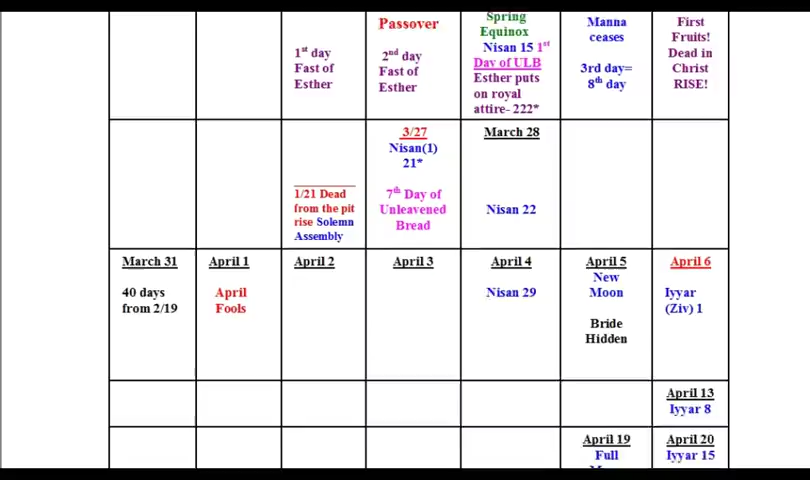 1st day
Fast of
Esther
Passover
2nd day
Fast of
Esther
Spring
Equinox
Nisan 15 1st
Day of ULB
Esther puts
on royal
attire- 222*
Manna
ceases
3rd day=
8th day
First
Fruits!
Dead in
Christ
RISE!
1/21 Dead
from the pit
rise Solemn
Assembly
3/27
Nisan(1)
21*
7th Day of
Unleavened
Bread
March 28
Nisan 22
March 31
40 days
from 2/19
April 1
April
Fools
April 2
April 3
April 4
Nisan 29
April 5
New
Moon
Bride
Hidden
April 6
Iyyar
(Ziv) 1
April 13
Iyyar 8
April 19
Full
April 20
Iyyar 15